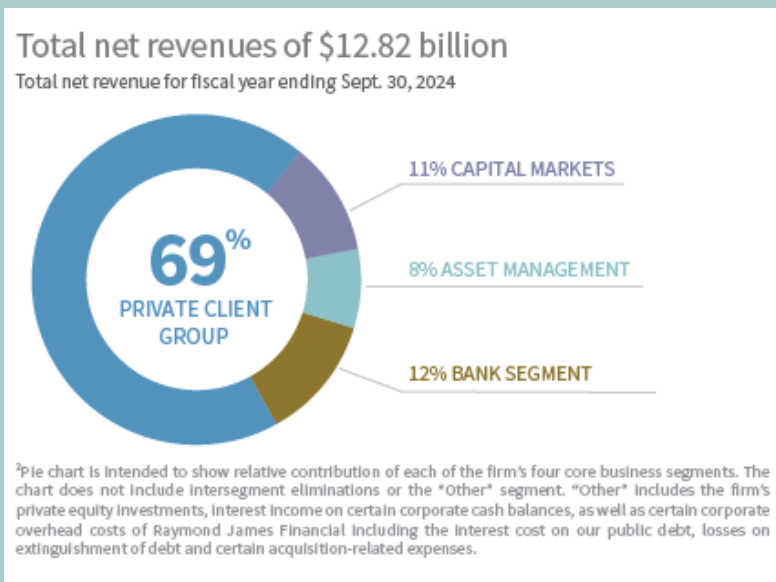 Total net revenues of $12.82 billion
Total net revenue for fiscal year ending Sept. 30, 2024
11% CAPITAL MARKETS
69%
PRIVATE CLIENT
GROUP
8% ASSET MANAGEMENT
12% BANK SEGMENT
²Pie chart is intended to show relative contribution of each of the firm's four core business segments. The
chart does not include intersegment eliminations or the "Other" segment. "Other" includes the firm's
private equity investments, interest income on certain corporate cash balances, as well as certain corporate
overhead costs of Raymond James Financial including the interest cost on our public debt, losses on
extinguishment of debt and certain acquisition-related expenses.